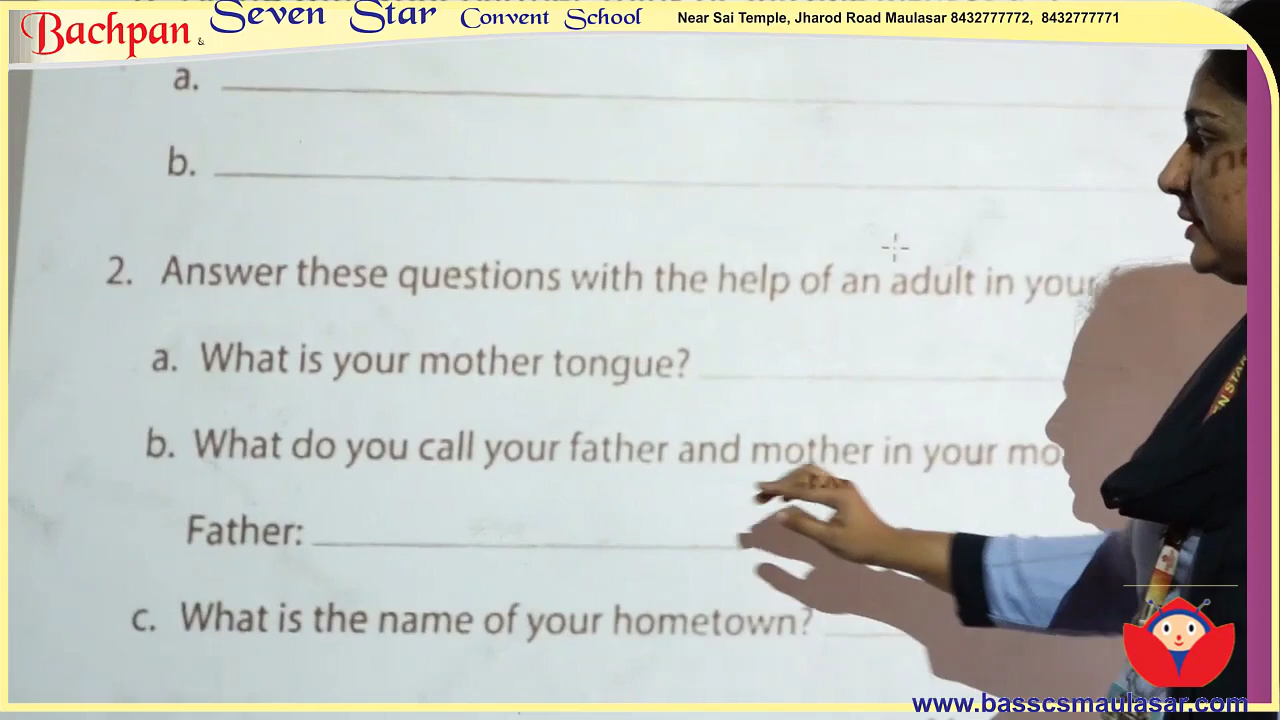 Bachpan & Seven Star Convent School
Near Sai Temple, Jharod Road Maulasar 8432777772, 8432777771
a.
b.
2. Answer these questions with the help of an adult in your
a. What is your mother tongue?
b. What do you call your father and mother in your mo
Father:
c. What is the name of your hometown?
N STAR
www.basscsmaulasar.com